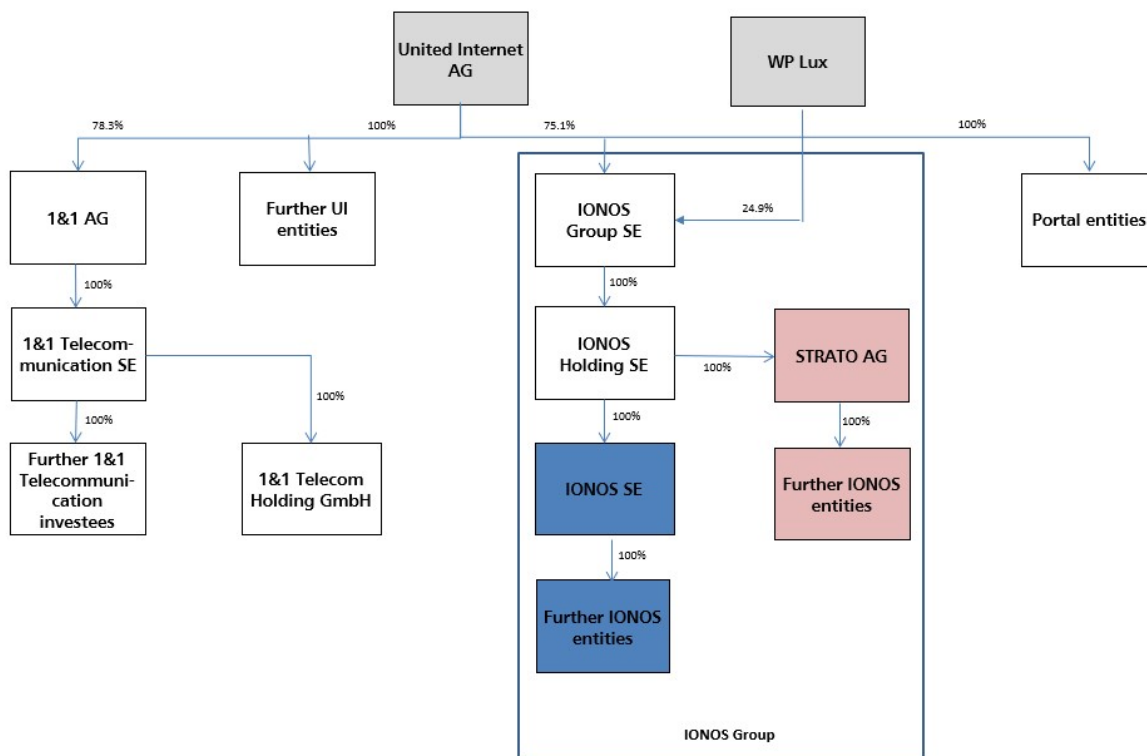 United Internet
AG
WP Lux
78.3%
100%
75.1%
100%
1&1 AG
Further UI
entities
IONOS
Group SE
24.9%
Portal entities
100%
100%
1&1 Telecom-
munication SE
IONOS
Holding SE
100%
STRATO AG
100%
100%
100%
100%
Further 1&1
Telecommuni-
cation
investees
1&1 Telecom
Holding GmbH
IONOS SE
Further IONOS
entities
100%
Further IONOS
entities
IONOS Group